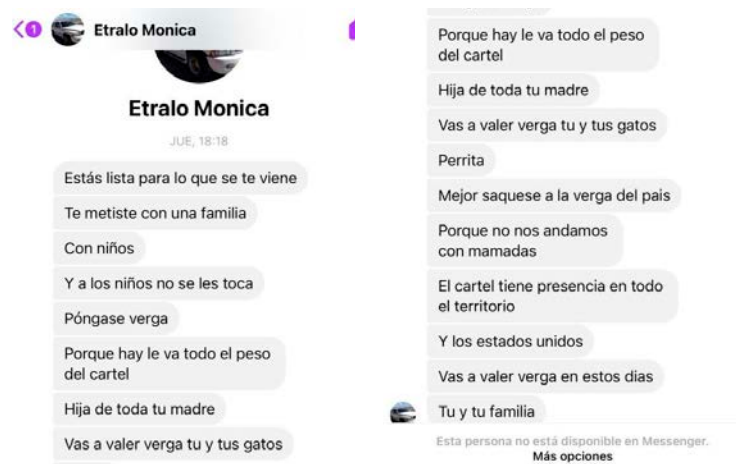 1
Etralo Monica
Etralo Monica
JUE, 18:18
Estás lista para lo que se te viene
Te metiste con una familia
Con niños
Y a los niños no se les toca
Póngase verga
Porque hay le va todo el peso
del cartel
Hija de toda tu madre
Vas a valer verga tu y tus gatos
Porque hay le va todo el peso
del cartel
Hija de toda tu madre
Vas a valer verga tu y tus gatos
Perrita
Mejor saquese a la verga del pais
Porque no nos andamos
con mamadas
El cartel tiene presencia en todo
el territorio
Y los estados unidos
Vas a valer verga en estos dias
Tu y tu familia
Esta persona no está disponible en Messenger.
Más opciones